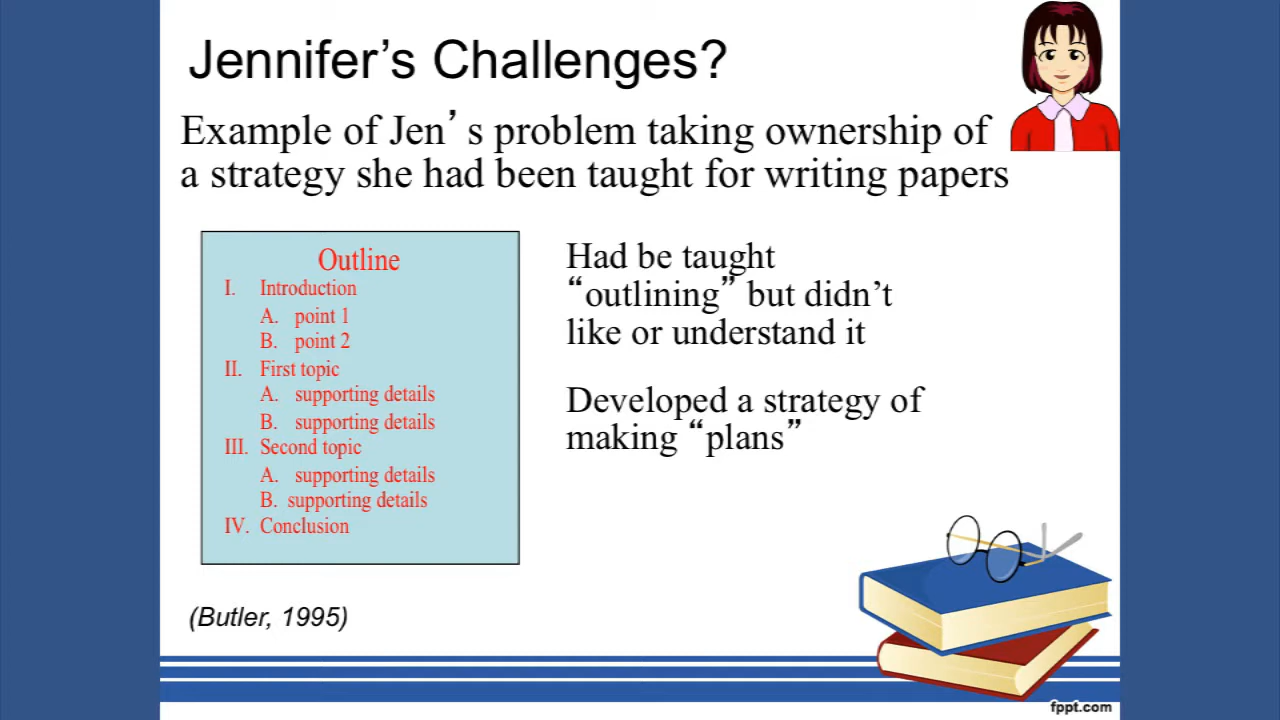 Jennifer’s Challenges?
Example of Jen’s problem taking ownership of
a strategy she had been taught for writing papers
Outline
I. Introduction
A. point 1
B. point 2
II. First topic
A. supporting details
B. supporting details
III. Second topic
A. supporting details
B. supporting details
IV. Conclusion
Had be taught
“outlining” but didn’t
like or understand it
Developed a strategy of
making “plans”
(Butler, 1995)
fppt.com